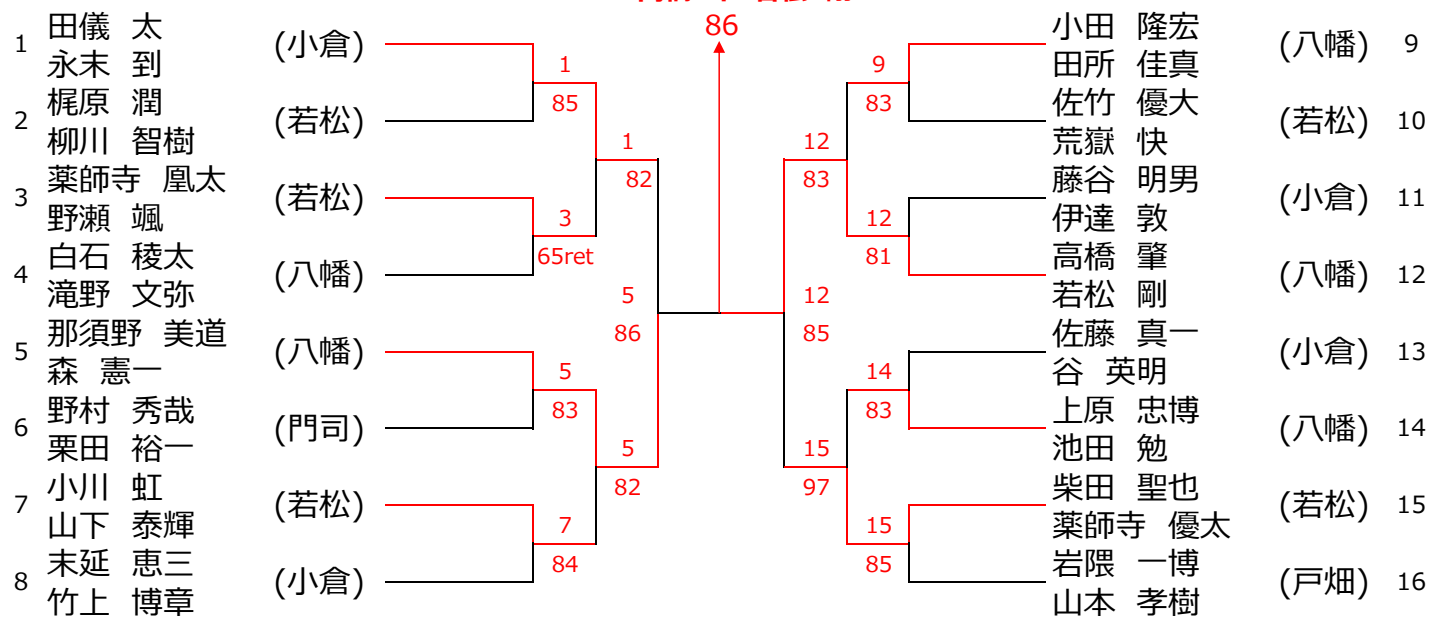 86
1 田儀 太 (小倉)
永末 到
2 梶原 潤 (若松)
柳川 智樹
3 薬師寺 凰太 (若松)
野瀬 颯
4 白石 稜太 (八幡)
滝野 文弥
5 那須野 美道 (八幡)
森 憲一
6 野村 秀哉 (門司)
栗田 裕一
7 小川 虹 (若松)
山下 泰輝
8 末延 恵三 (小倉)
竹上 博章
1
85
3
65ret
5
83
7
84
1
82
5
82
5
86
12
85
12
83
15
97
9
83
12
81
14
83
15
85
小田 隆宏 (八幡) 9
田所 佳真
佐竹 優大 (若松) 10
荒嶽 快
藤谷 明男 (小倉) 11
伊達 敦
高橋 肇 (八幡) 12
若松 剛
佐藤 真一 (小倉) 13
谷 英明
上原 忠博 (八幡) 14
池田 勉
柴田 聖也 (若松) 15
薬師寺 優太
岩隈 一博 (戸畑) 16
山本 孝樹